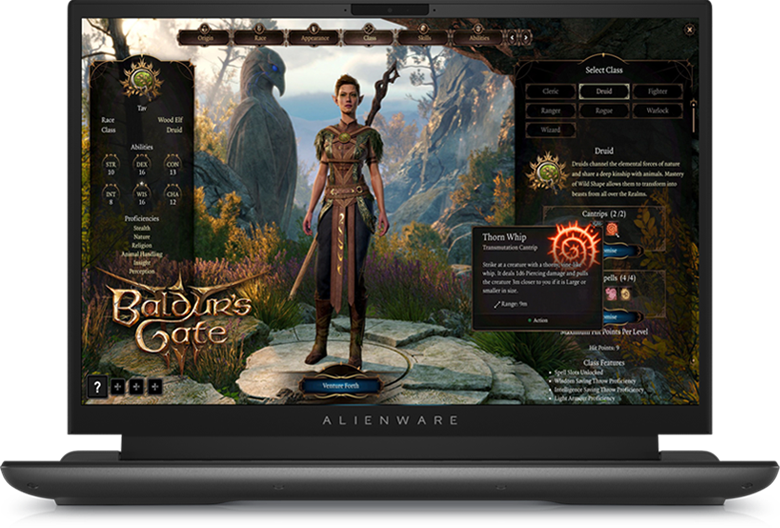 Origin
Race
Appearance
Class
Skills
Abilities
Tav
Race Wood Elf
Class Druid
Abilities
STR DEX CON
10 16 13
INT WIS CHA
8 16 12
Proficiencies
Stealth
Nature
Religion
Animal Handling
Insight
Perception
Baldur's
Gate
?
Venture Forth
Select Class
Cleric Druid Fighter
Ranger Rogue Warlock
Wizard
Druid
Druids channel the elemental forces of nature
and share a deep kinship with animals. Mastery
of Wild Shape allows them to transform into
beasts from all over the Realms.
Cantrips (2/2)
Thorn Whip
Transmutation Cantrip
Strike at a creature with a thorny, vine-like
whip. It deals 1d6 Piercing damage and pulls
the creature 3m closer to you if it is Large or
smaller in size.
Range: 9m
Action
pells (4/4)
Maximum Hit Points Per Level
Hit Points: 9
Class Features
Spell Slots Unlocked
Wisdom Saving Throw Proficiency
Intelligence Saving Throw Proficiency
Light Armour Proficiency
ALIENWARE